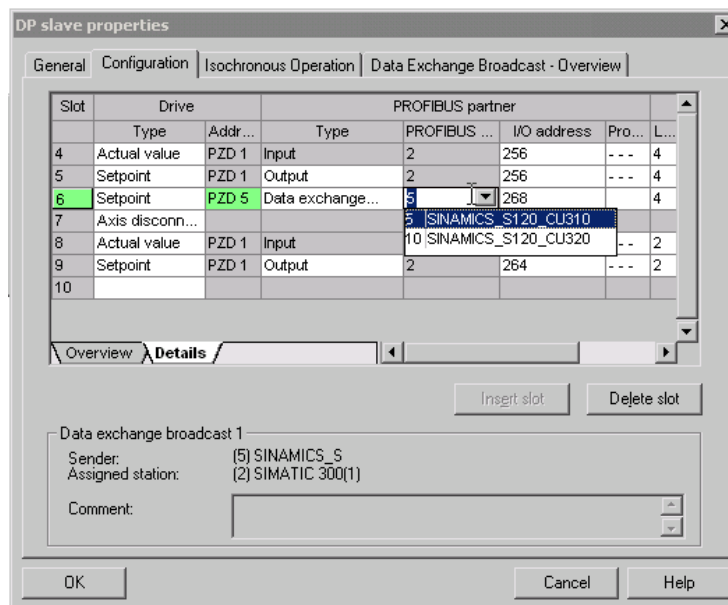 DP slave properties
General Configuration Isochronous Operation Data Exchange Broadcast - Overview
Slot Drive PROFIBUS partner
Type Addr... Type PROFIBUS ... I/O address Pro... L...
4 Actual value PZD 1 Input 2 256 - - - 4
5 Setpoint PZD 1 Output 2 256 - - - 4
6 Setpoint PZD 5 Data exchange... 5 268 4
7 Axis disconn... 5 SINAMICS_S120_CU310
8 Actual value PZD 1 Input 10 SINAMICS_S120_CU320 - - - 2
9 Setpoint PZD 1 Output 2 264 - - - 2
10
Overview Details
Insert slot Delete slot
Data exchange broadcast 1
Sender: (5) SINAMICS_S
Assigned station: (2) SIMATIC 300(1)
Comment:
OK Cancel Help